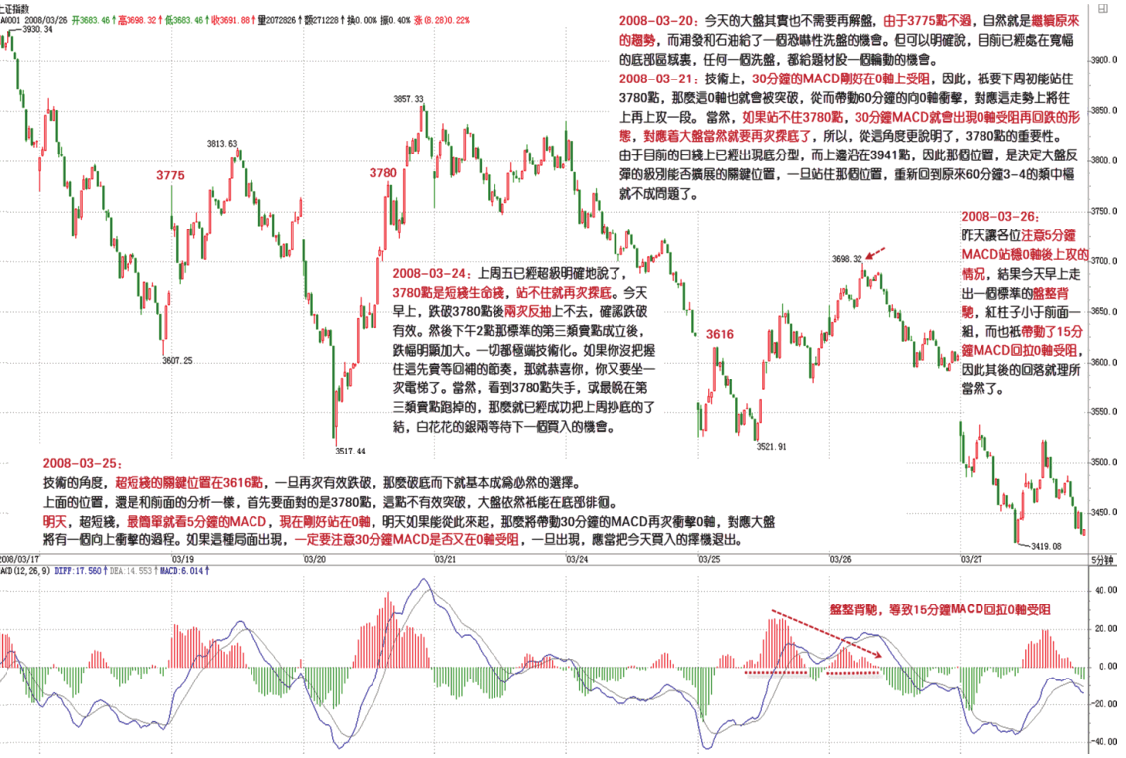 上证指数
A0001 2008/03/26 开3683.46↑高3698.32↑低3683.46↑收3691.88↑量2072826↑额271228↑换0.00% 振0.40% 涨(8.28)0.22%
3930.34
2008-03-20：今天的大盤其實也不需要再解盤，由于3775點不過，自然就是繼續原來
的趨勢，而浦發和石油給了一個恐嚇性洗盤的機會。但可以明確說，目前已經處在寬幅
的底部區域裏，任何一個洗盤，都給題材設一個輪動的機會。
2008-03-21：技術上，30分鐘的MACD剛好在0軸上受阻，因此，衹要下周初能站住
3780點，那麼這0軸也就會被突破，從而帶動60分鐘的向0軸衝擊，對應這走勢上將往
上再上攻一段。當然，如果站不住3780點，30分鐘MACD就會出現0軸受阻再回跌的形
態，對應着大盤當然就要再次探底了，所以，從這角度更說明了，3780點的重要性。
由于目前的日綫上已經出現底分型，而上邊沿在3941點，因此那個位置，是決定大盤反
彈的級別能否擴展的關鍵位置，一旦站住那個位置，重新回到原來60分鐘3-4的類中樞
就不成問題了。
3900.0
3850.0
3800.0
3750.0
3700.0
3650.0
3600.0
3550.0
3500.0
3450.0
3857.33
3813.63
3775
3780
3607.25
3517.44
2008-03-24：上周五已經超級明確地說了，
3780點是短綫生命綫，站不住就再次探底。今天
早上，跌破3780點後兩次反抽上不去，確認跌破
有效。然後下午2點那標準的第三類賣點成立後，
跌幅明顯加大。一切都極端技術化。如果你沒把握
住這先賣等回補的節奏，那就恭喜你，你又要坐一
次電梯了。當然，看到3780點失手，或最晚在第
三類賣點跑掉的，那麼就已經成功把上周抄底的了
結，白花花的銀兩等待下一個買入的機會。
3616
3698.32
3521.91
3419.08
2008-03-26：
昨天讓各位注意5分鐘
MACD站穩0軸後上攻的
情况，結果今天早上走
出一個標準的盤整背
馳，紅柱子小于前面一
組，而也衹帶動了15分
鐘MACD回拉0軸受阻，
因此其後的回落就理所
當然了。
2008-03-25：
技術的角度，超短綫的關鍵位置在3616點，一旦再次有效跌破，那麼破底而下就基本成爲必然的選擇。
上面的位置，還是和前面的分析一樣，首先要面對的是3780點，這點不有效突破，大盤依然衹能在底部徘徊。
明天，超短綫，最簡單就看5分鐘的MACD，現在剛好站在0軸，明天如果能從此來起，那麼將帶動30分鐘的MACD再次衝擊0軸，對應大盤
將有一個向上衝擊的過程。如果這種局面出現，一定要注意30分鐘MACD是否又在0軸受阻，一旦出現，應當把今天買入的擇機退出。
2008/03/17 03/19 03/20 03/21 03/24 03/25 03/26 03/27 5分钟
ACD(12,26,9) DIFF:17.560↑DEA:14.553↑MACD:6.014↑
盤整背馳，導致15分鐘MACD回拉0軸受阻
40.00
20.00
0.00
-20.00
-40.00